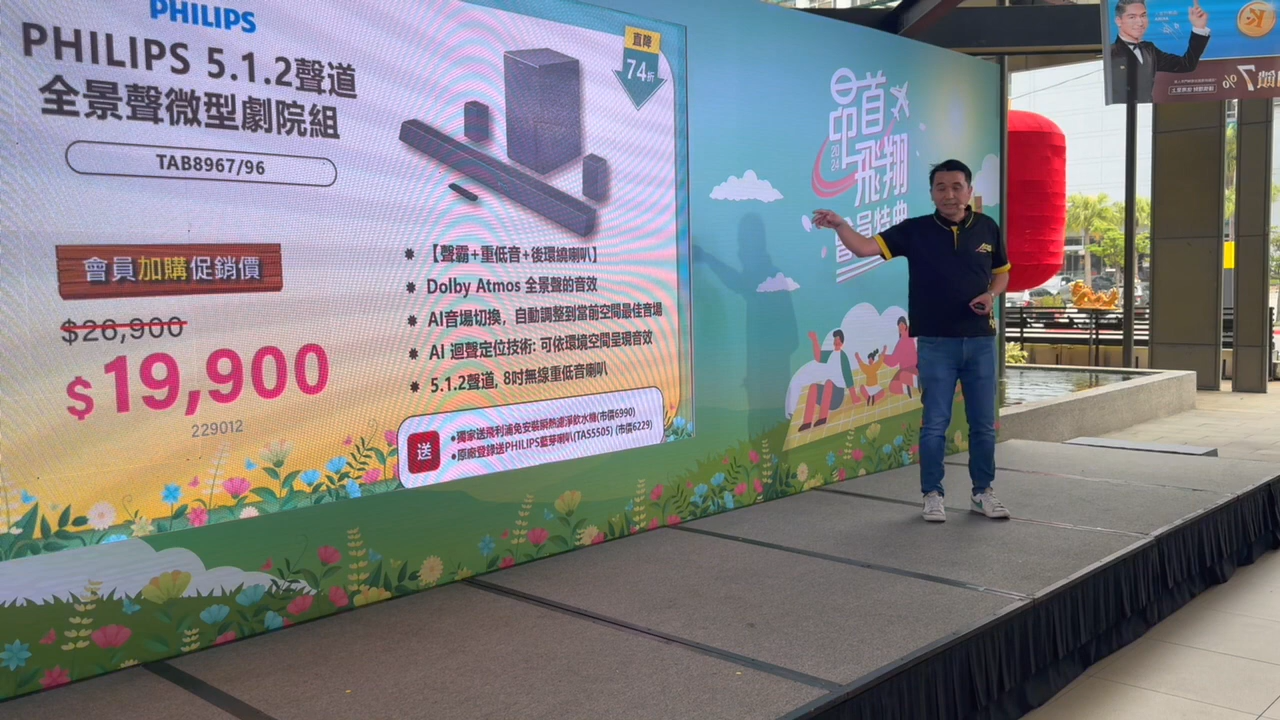 PHILIPS
PHILIPS 5.1.2聲道
全景聲微型劇院組
TAB8967/96
直降
74折
會員加購促銷價
$26,900
$19,900
229012
【聲霸+重低音+後環繞喇叭】
Dolby Atmos 全景聲的音效
AI音場切換, 自動調整到當前空間最佳音場
AI 迴聲定位技術: 可依環境空間呈現音效
5.1.2聲道, 8吋無線重低音喇叭
送
●獨家送飛利浦免安裝瞬熱濾淨飲水機(市價6990)
●原廠登錄送PHILIPS藍芽喇叭(TAS5505) (市價6229)
昂首
2024
飛翔
會員特典
7%